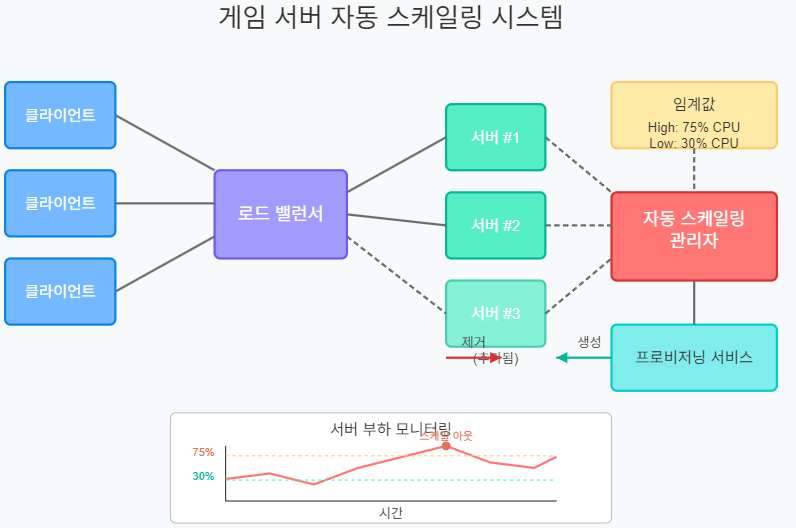 게임 서버 자동 스케일링 시스템
클라이언트
클라이언트
클라이언트
로드 밸런서
서버 #1
서버 #2
서버 #3
제거
(추가됨)
생성
임계값
High: 75% CPU
Low: 30% CPU
자동 스케일링
관리자
프로비저닝 서비스
서버 부하 모니터링
스케일 아웃
75%
30%
시간